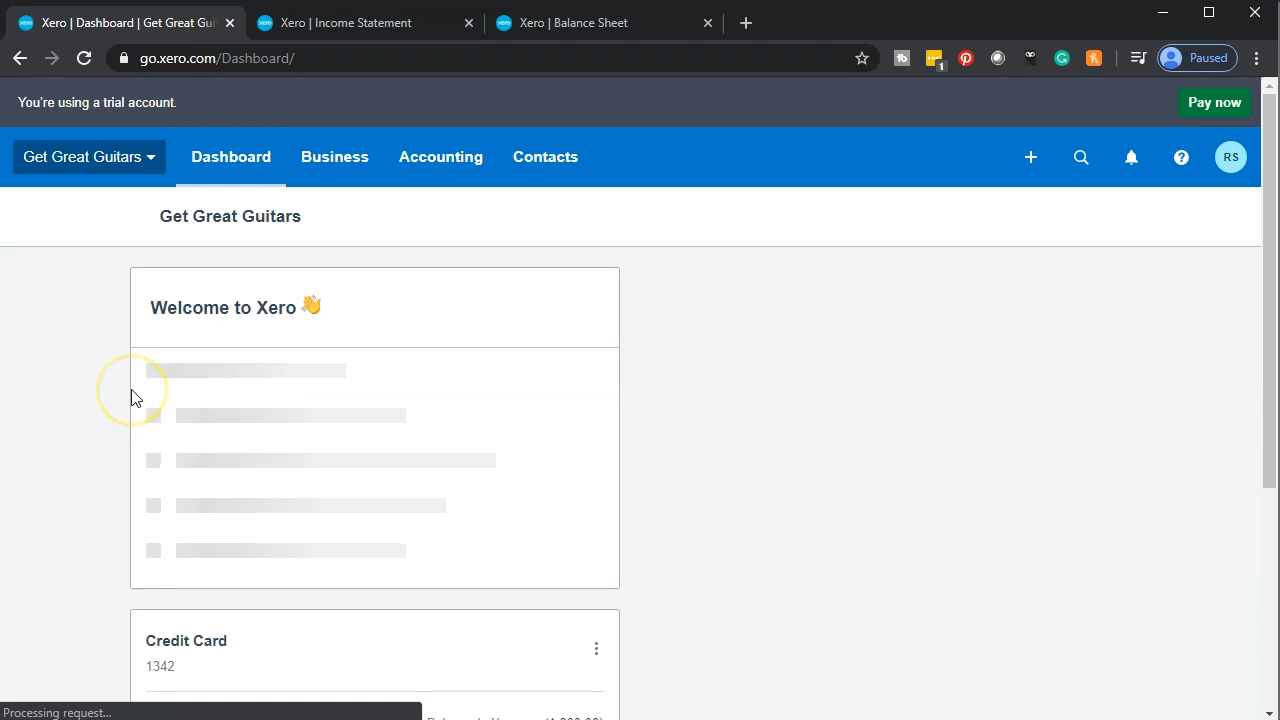 Xero | Dashboard | Get Great Gui
Xero | Income Statement
Xero | Balance Sheet
go.xero.com/Dashboard/
1
Paused
You're using a trial account.
Pay now
Get Great Guitars
Dashboard
Business
Accounting
Contacts
RS
Get Great Guitars
Welcome to Xero 👋
Credit Card
1342
Processing request...